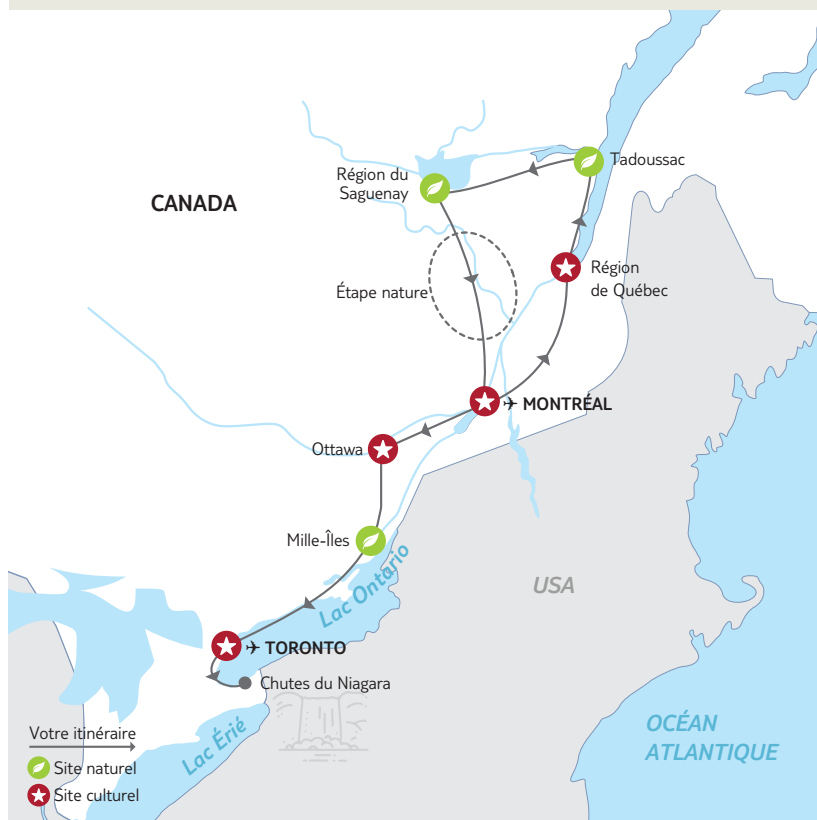 Tadoussac
Région du
Saguenay
CANADA
Région
de Québec
Étape nature
MONTRÉAL
Ottawa
Mille-Îles
Lac Ontario
USA
TORONTO
Chutes du Niagara
Lac Érié
OCÉAN
ATLANTIQUE
Votre itinéraire
Site naturel
Site culturel